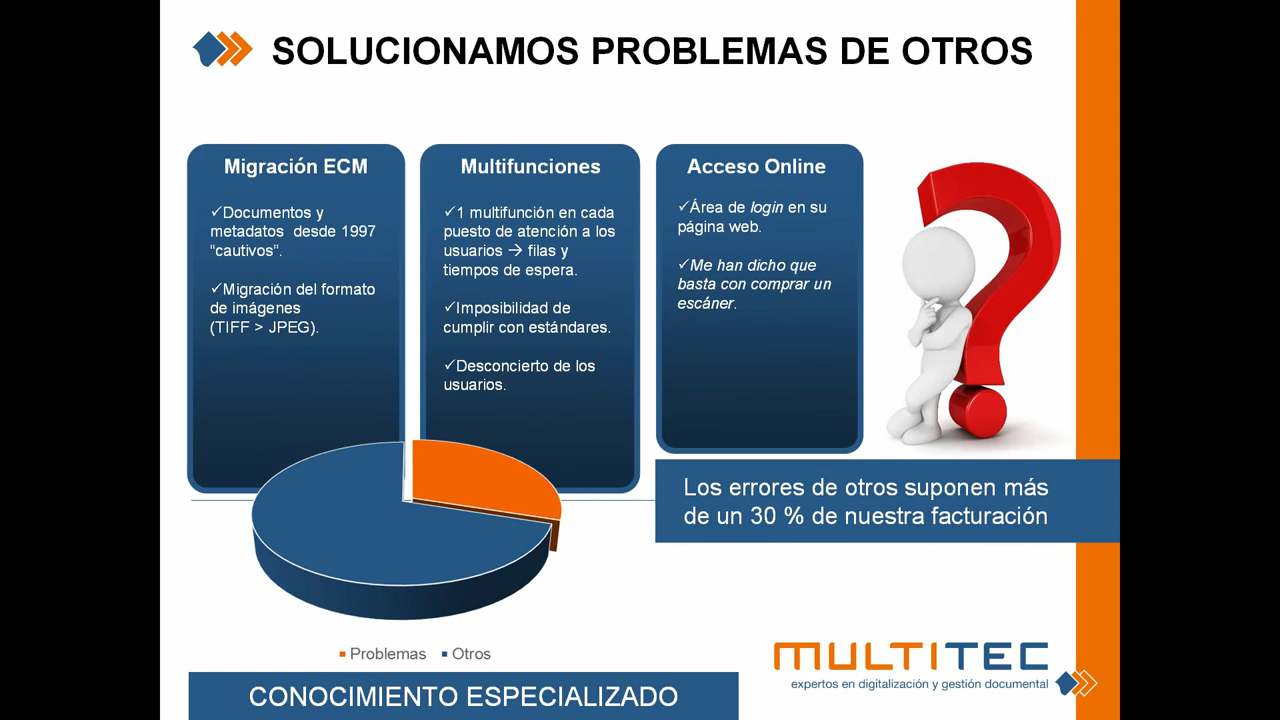 SOLUCIONAMOS PROBLEMAS DE OTROS
Migración ECM
✓Documentos y
metadatos desde 1997
“cautivos”.
✓Migración del formato
de imágenes
(TIFF > JPEG).
Multifunciones
✓1 multifunción en cada
puesto de atención a los
usuarios → filas y
tiempos de espera.
✓Imposibilidad de
cumplir con estándares.
✓Desconcierto de los
usuarios.
Acceso Online
✓Área de login en su
página web.
✓Me han dicho que
basta con comprar un
escáner.
Los errores de otros suponen más
de un 30 % de nuestra facturación
Problemas Otros
CONOCIMIENTO ESPECIALIZADO
MULTITEC
expertos en digitalización y gestión documental